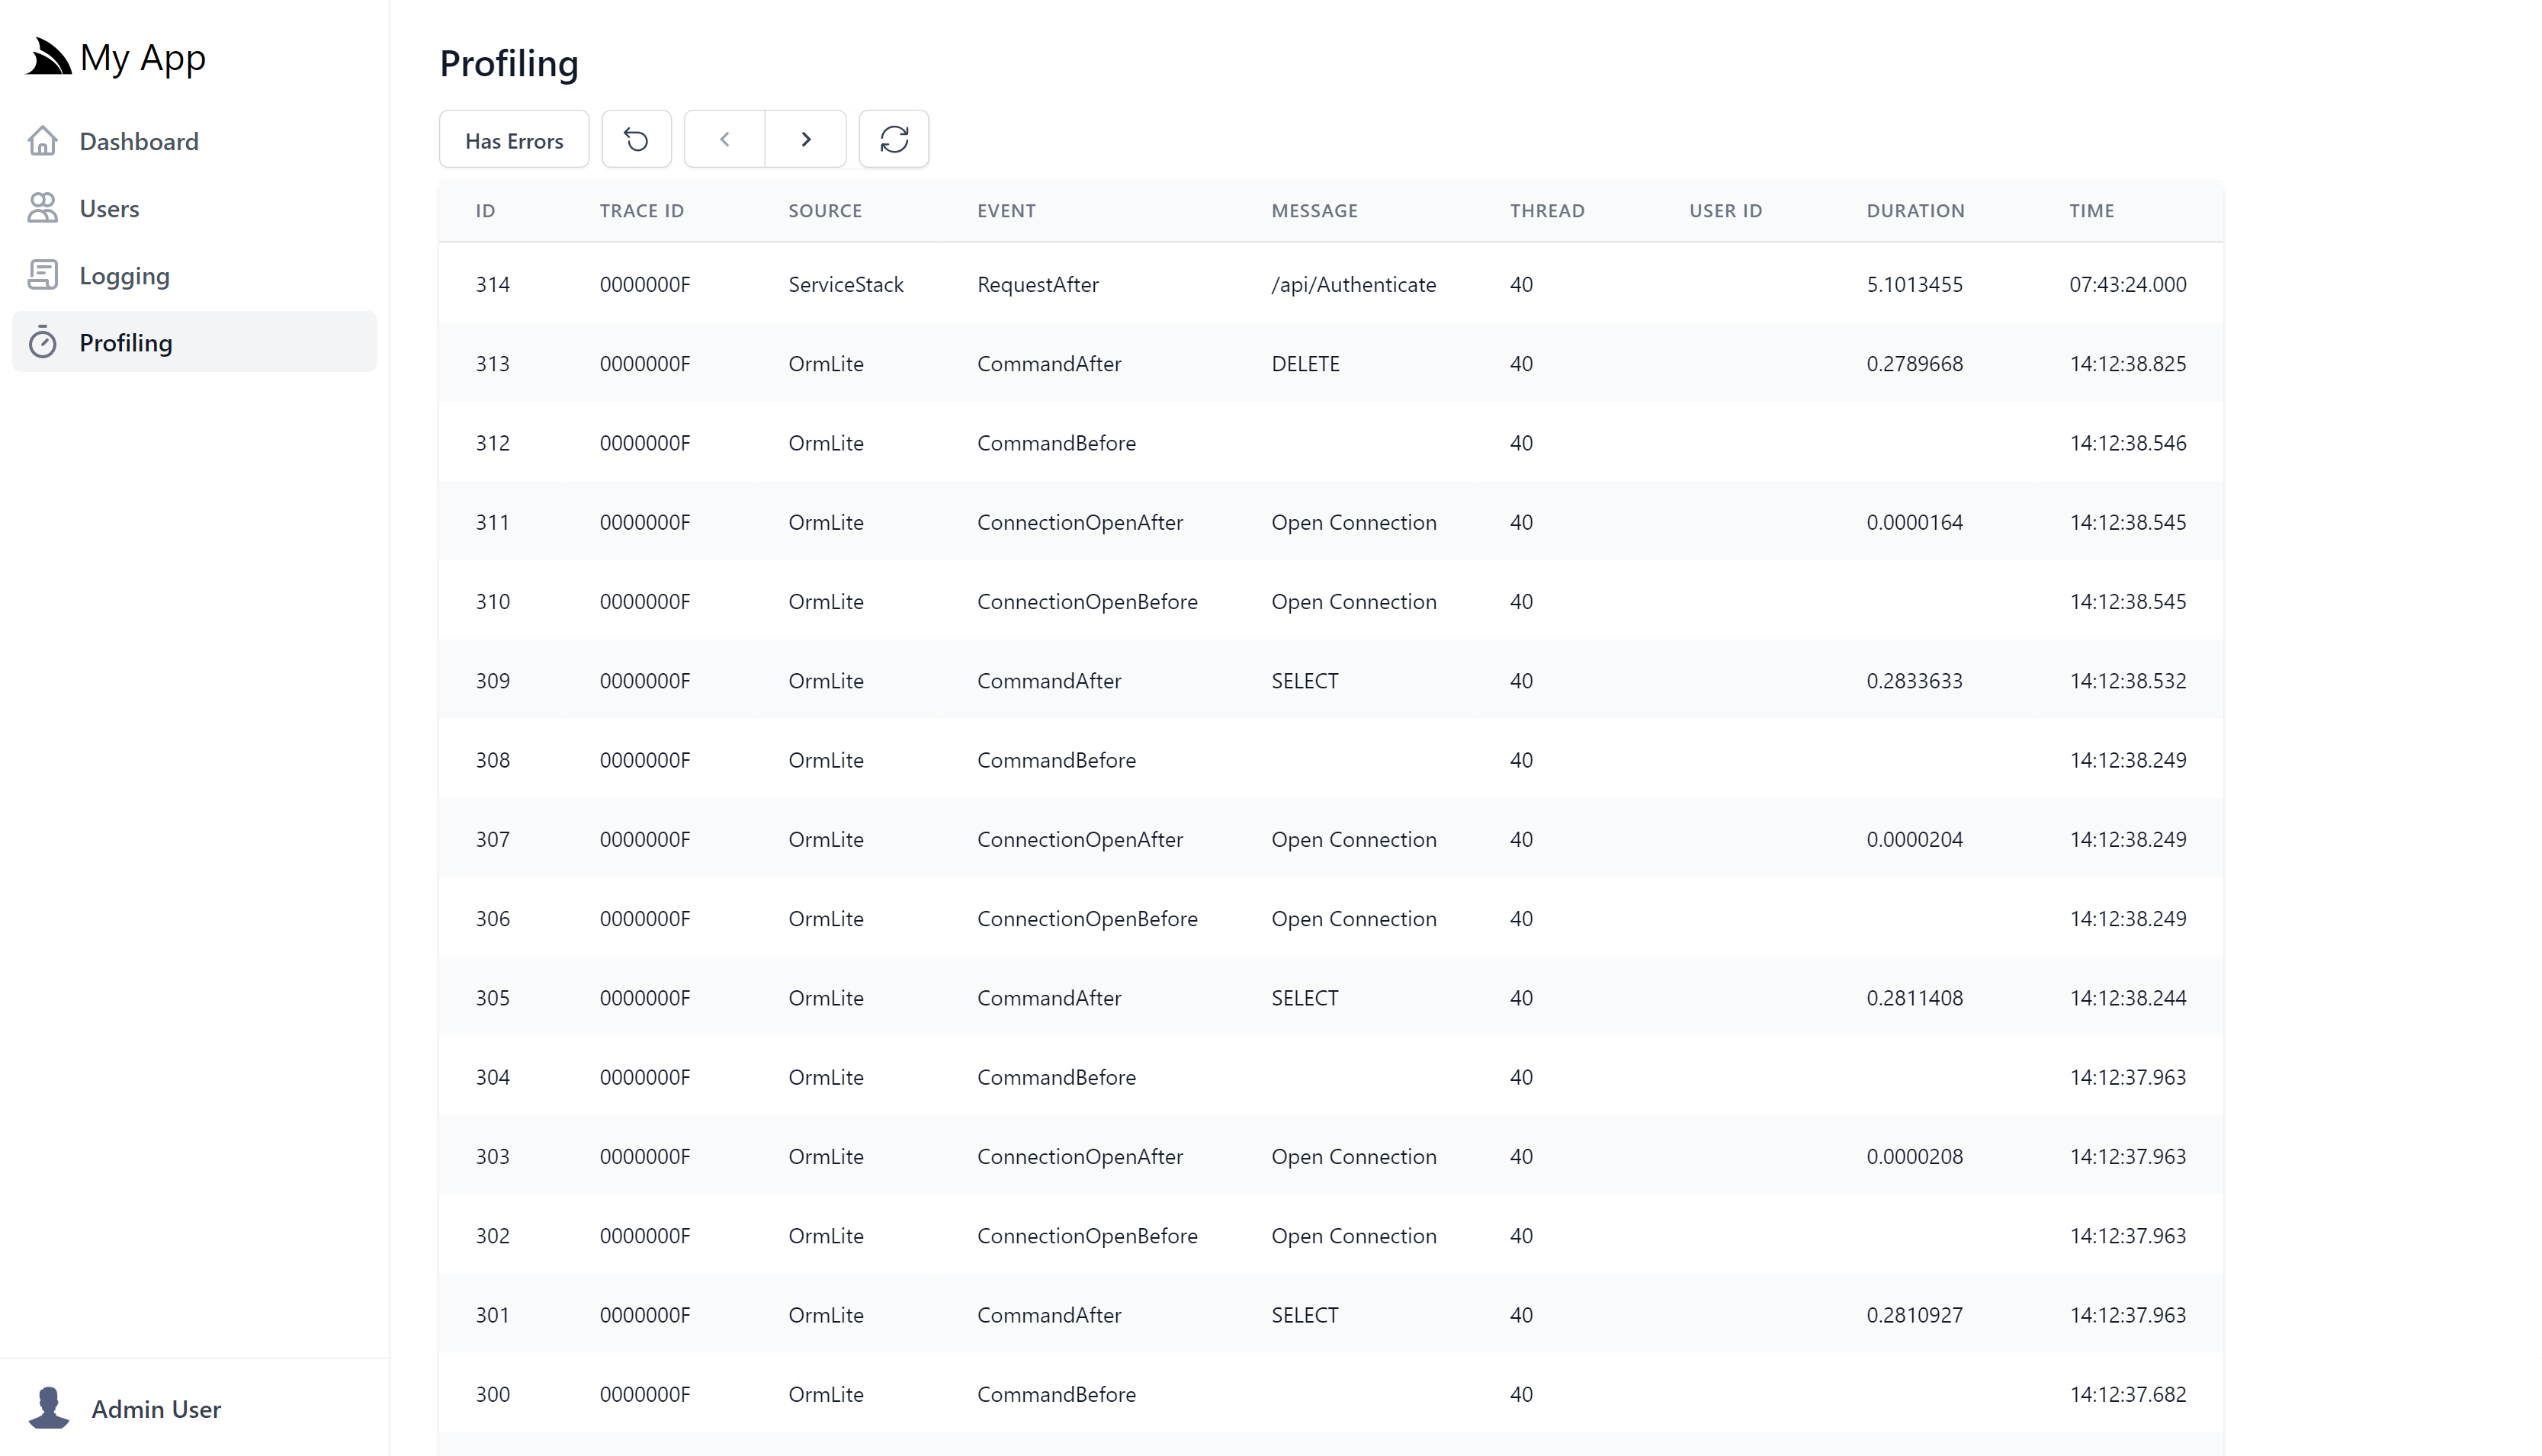 My App
Dashboard
Users
Logging
Profiling
Admin User
Profiling
Has Errors
ID TRACE ID SOURCE EVENT MESSAGE THREAD USER ID DURATION TIME
314 0000000F ServiceStack RequestAfter /api/Authenticate 40 5.1013455 07:43:24.000
313 0000000F OrmLite CommandAfter DELETE 40 0.2789668 14:12:38.825
312 0000000F OrmLite CommandBefore 40 14:12:38.546
311 0000000F OrmLite ConnectionOpenAfter Open Connection 40 0.0000164 14:12:38.545
310 0000000F OrmLite ConnectionOpenBefore Open Connection 40 14:12:38.545
309 0000000F OrmLite CommandAfter SELECT 40 0.2833633 14:12:38.532
308 0000000F OrmLite CommandBefore 40 14:12:38.249
307 0000000F OrmLite ConnectionOpenAfter Open Connection 40 0.0000204 14:12:38.249
306 0000000F OrmLite ConnectionOpenBefore Open Connection 40 14:12:38.249
305 0000000F OrmLite CommandAfter SELECT 40 0.2811408 14:12:38.244
304 0000000F OrmLite CommandBefore 40 14:12:37.963
303 0000000F OrmLite ConnectionOpenAfter Open Connection 40 0.0000208 14:12:37.963
302 0000000F OrmLite ConnectionOpenBefore Open Connection 40 14:12:37.963
301 0000000F OrmLite CommandAfter SELECT 40 0.2810927 14:12:37.963
300 0000000F OrmLite CommandBefore 40 14:12:37.682